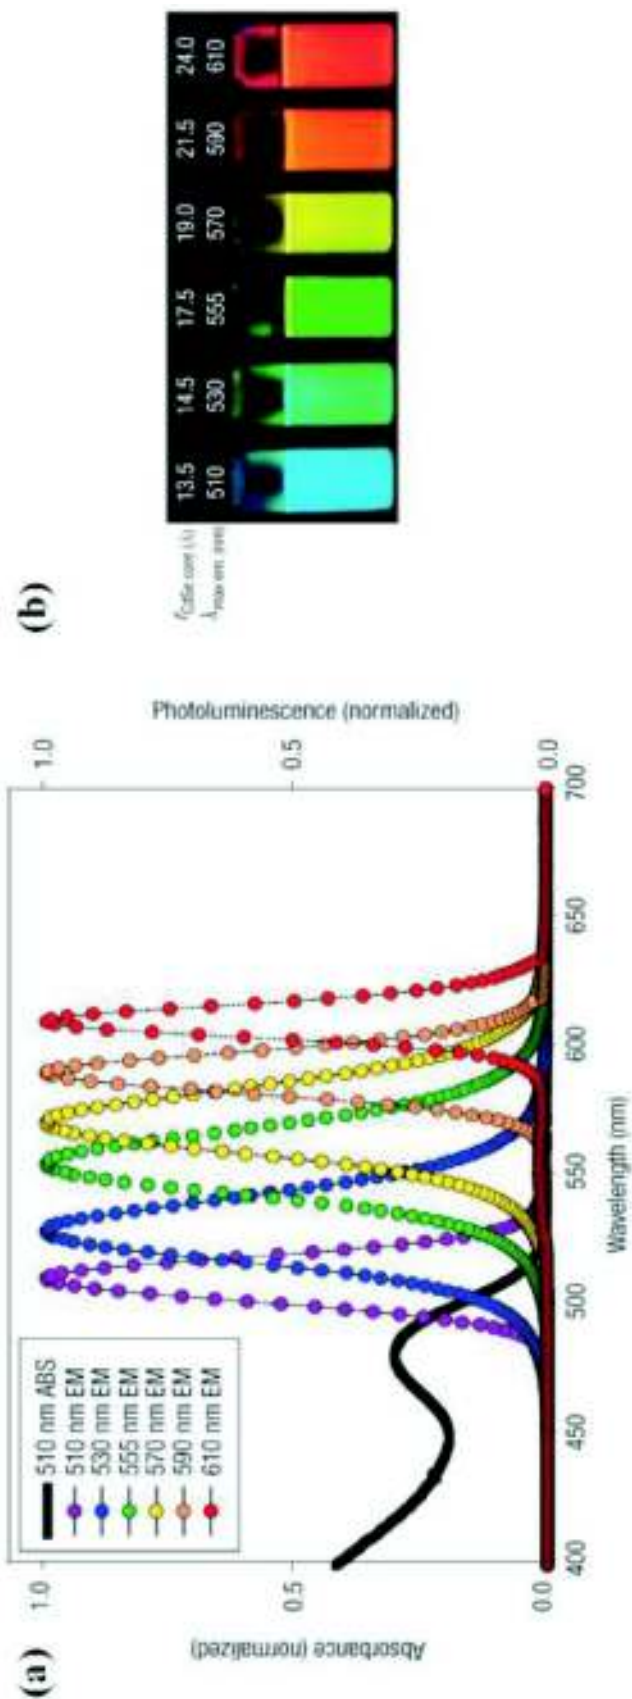 (a)
Absorbance (normalized)
1.0
0.5
0.0
510 nm ABS
510 nm EM
530 nm EM
555 nm EM
570 nm EM
590 nm EM
610 nm EM
400 450 500 550 600 650 700
Wavelength (nm)
1.0
0.5
0.0
Photoluminescence (normalized)
(b)
13.5 14.5 17.5 19.0 21.5 24.0
510 530 555 570 590 610